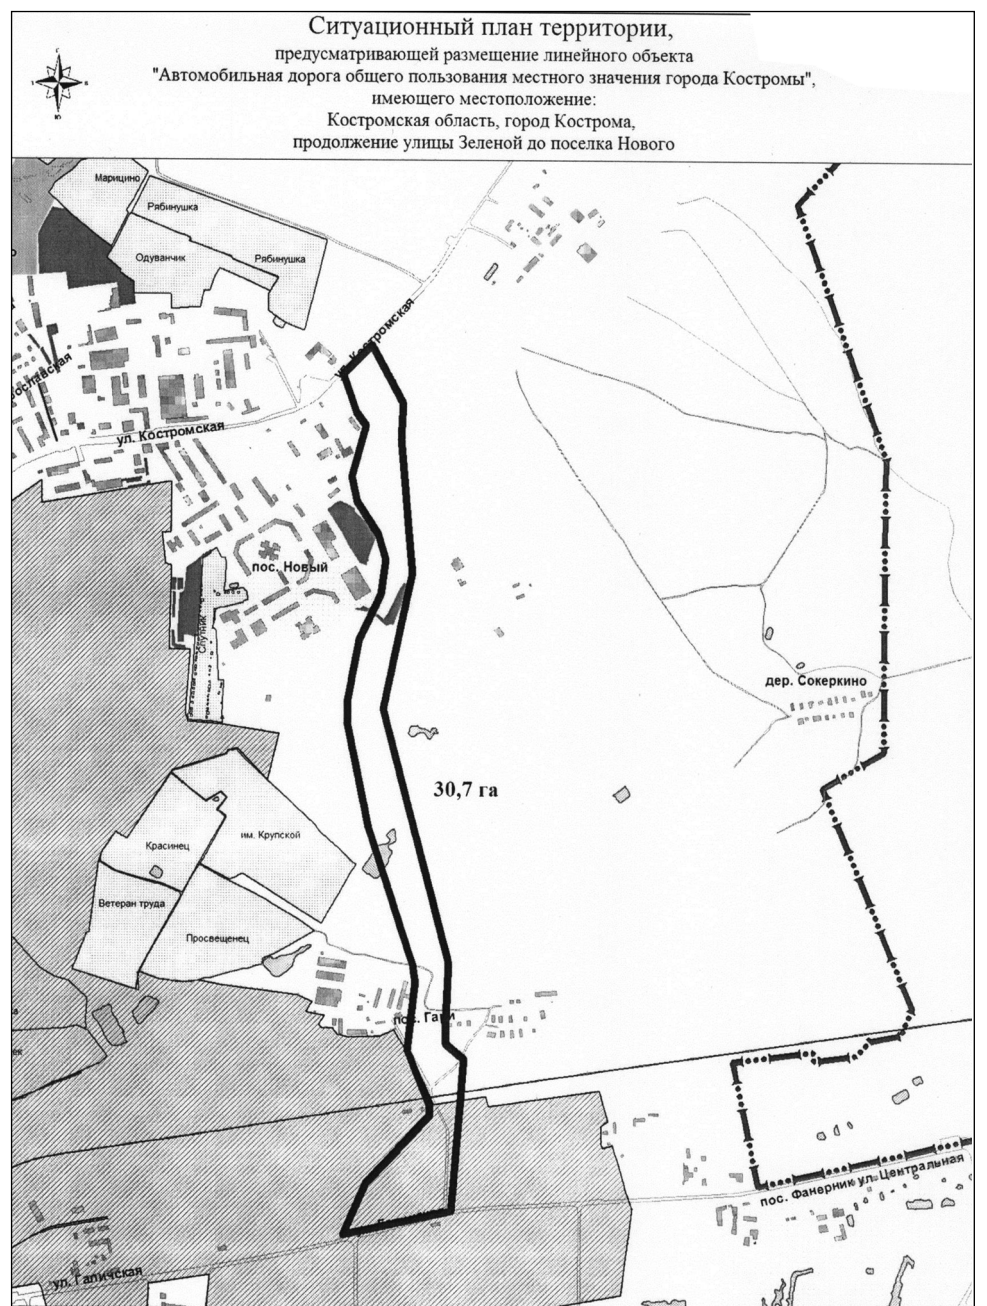 Ситуационный план территории,
предусматривающей размещение линейного объекта
"Автомобильная дорога общего пользования местного значения города Костромы",
имеющего местоположение:
Костромская область, город Кострома,
продолжение улицы Зеленой до поселка Нового
Ю
Марицино
Рябинушка
Одуванчик
Рябинушка
ул. Костромская
ул. Костромская
пос. Новый
Спутник
дер. Сокеркино
30,7 га
им. Крупской
Красинец
Ветеран труда
Просвещенец
пос. Гари
пос. Фанерник ул. Центральная
ул. Галичская